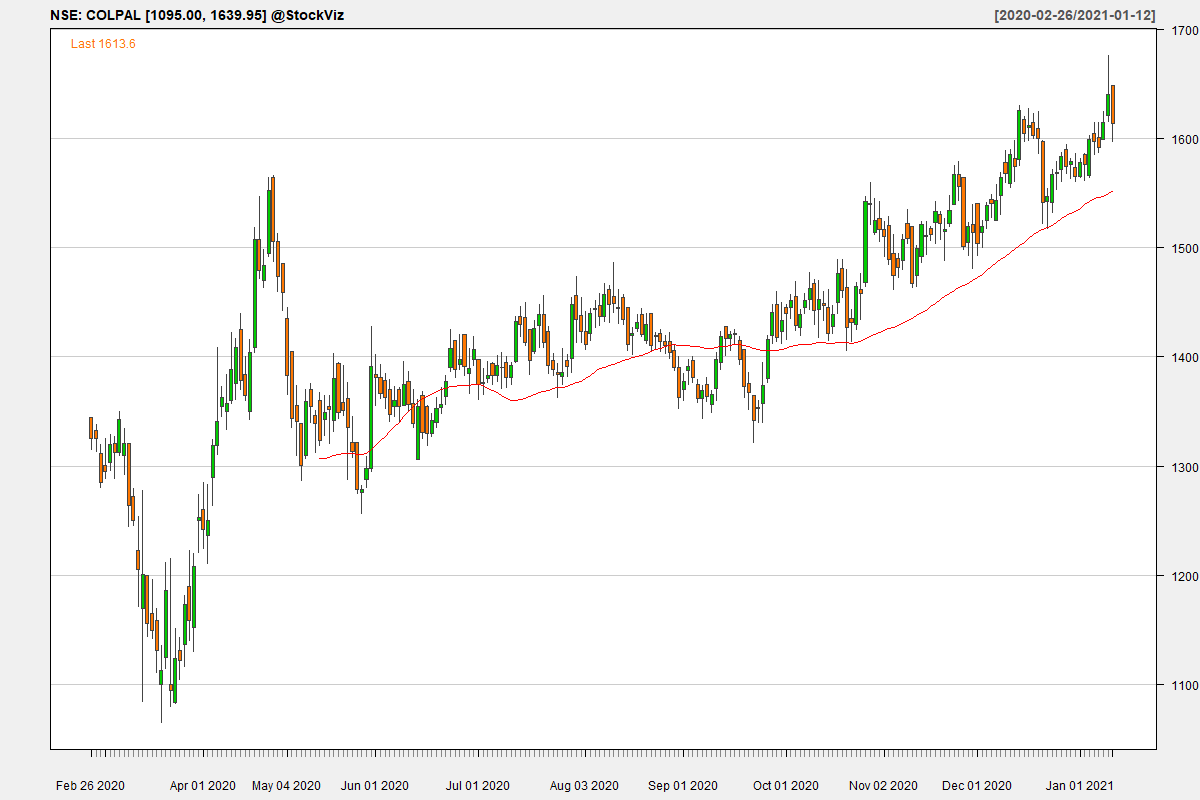 NSE: COLPAL [1095.00, 1639.95] @StockViz [2020-02-26/2021-01-12]
Last 1613.6
1700
1600
1500
1400
1300
1200
1100
Feb 26 2020 Apr 01 2020 May 04 2020 Jun 01 2020 Jul 01 2020 Aug 03 2020 Sep 01 2020 Oct 01 2020 Nov 02 2020 Dec 01 2020 Jan 01 2021